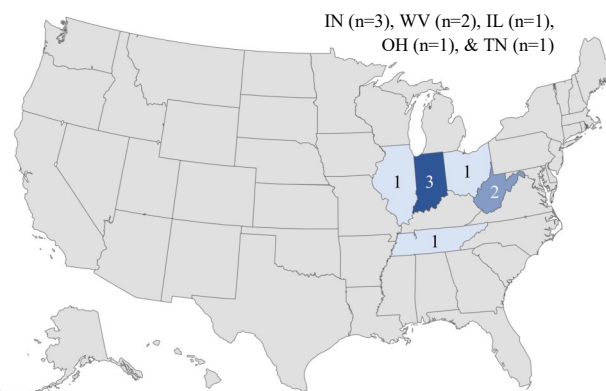 IN (n=3), WV (n=2), IL (n=1),
OH (n=1), & TN (n=1)
1
3
1
2
1